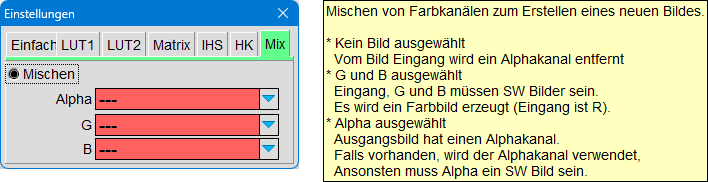 Einstellungen
Einfach LUT1 LUT2 Matrix IHS HK Mix
Mischen
Alpha ---
G ---
B ---
Mischen von Farbkanälen zum Erstellen eines neuen Bildes.
* Kein Bild ausgewählt
Vom Bild Eingang wird ein Alphakanal entfernt
* G und B ausgewählt
Eingang, G und B müssen SW Bilder sein.
Es wird ein Farbbild erzeugt (Eingang ist R).
* Alpha ausgewählt
Ausgangsbild hat einen Alphakanal.
Falls vorhanden, wird der Alphakanal verwendet,
Ansonsten muss Alpha ein SW Bild sein.